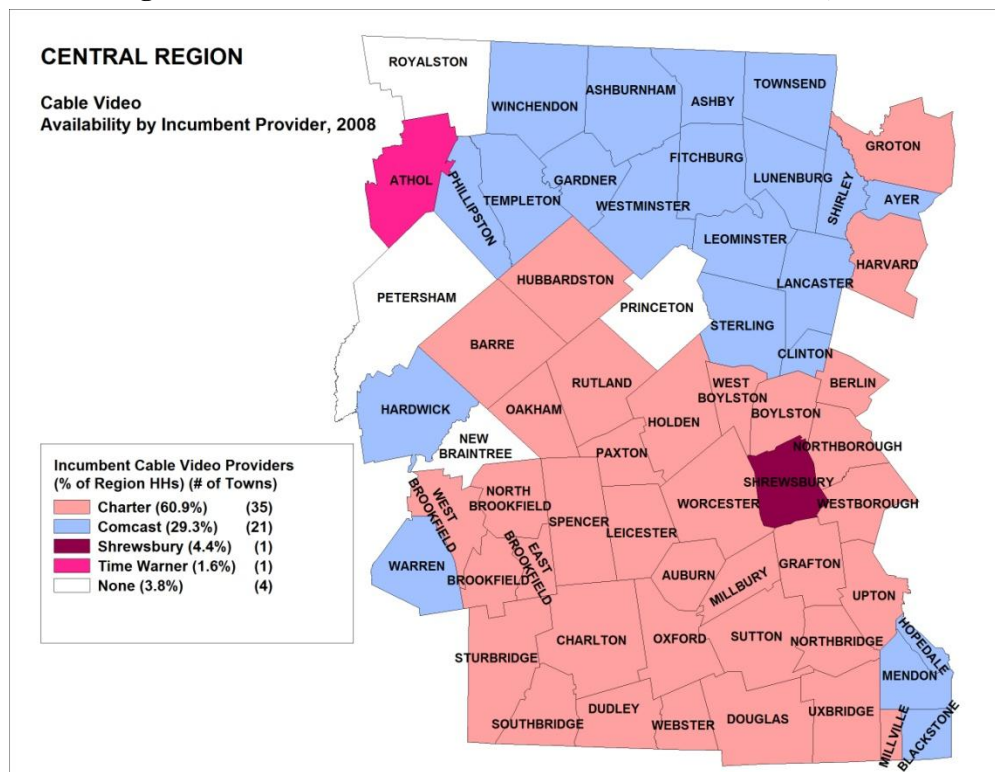 CENTRAL REGION
Cable Video
Availability by Incumbent Provider, 2008
ROYALSTON
WINCHENDON
ASHBURNHAM
ASHBY
TOWNSEND
GROTON
ATHOL
PHILLIPSTON
TEMPLETON
GARDNER
WESTMINSTER
FITCHBURG
LUNENBURG
SHIRLEY
AYER
LEOMINSTER
HARVARD
LANCASTER
HUBBARDSTON
PETERSHAM
PRINCETON
STERLING
BARRE
CLINTON
RUTLAND
WEST
BOYLSTON
BERLIN
HARDWICK
OAKHAM
HOLDEN
BOYLSTON
NEW
BRAINTREE
PAXTON
NORTHBOROUGH
SHREWSBURY
WEST
BROOKFIELD
NORTH
BROOKFIELD
SPENCER
LEICESTER
WORCESTER
WESTBOROUGH
WARREN
BROOKFIELD
EAST
BROOKFIELD
AUBURN
MILLBURY
GRAFTON
UPTON
STURBRIDGE
CHARLTON
OXFORD
SUTTON
NORTHBRIDGE
HOPEDALE
MENDON
SOUTHBRIDGE
DUDLEY
WEBSTER
DOUGLAS
UXBRIDGE
MILLVILLE
BLACKSTONE
Incumbent Cable Video Providers
(% of Region HHs) (# of Towns)
Charter (60.9%) (35)
Comcast (29.3%) (21)
Shrewsbury (4.4%) (1)
Time Warner (1.6%) (1)
None (3.8%) (4)